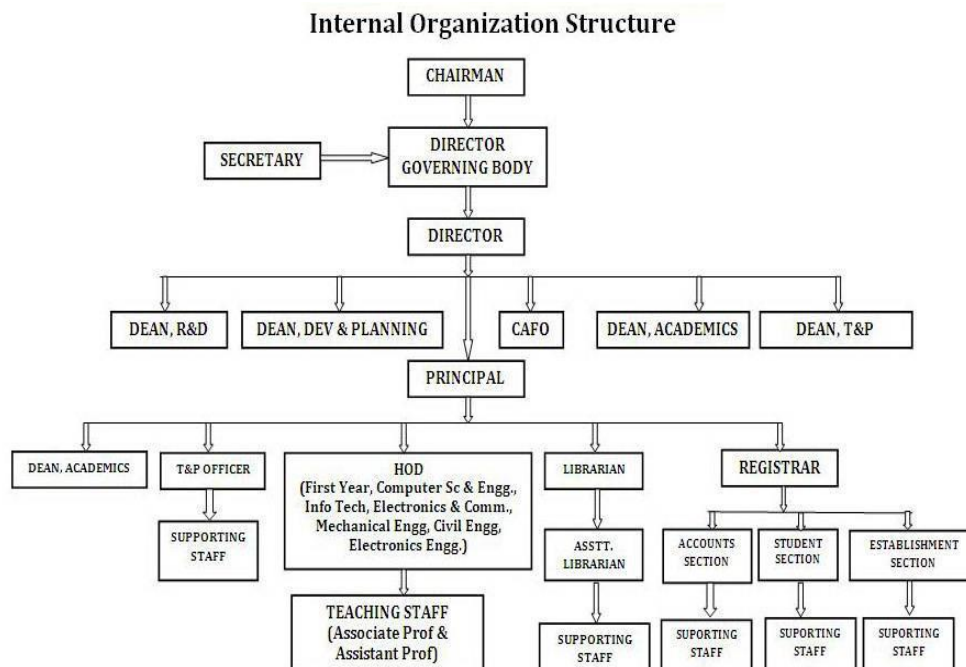 Internal Organization Structure
CHAIRMAN
SECRETARY
DIRECTOR
GOVERNING BODY
DIRECTOR
DEAN, R&D
DEAN, DEV & PLANNING
CAFO
DEAN, ACADEMICS
DEAN, T&P
PRINCIPAL
DEAN, ACADEMICS
T&P OFFICER
HOD
(First Year, Computer Sc & Engg.,
Info Tech, Electronics & Comm.,
Mechanical Engg, Civil Engg,
Electronics Engg.)
LIBRARIAN
REGISTRAR
SUPPORTING
STAFF
ASSTT.
LIBRARIAN
ACCOUNTS
SECTION
STUDENT
SECTION
ESTABLISHMENT
SECTION
TEACHING STAFF
(Associate Prof &
Assistant Prof)
SUPPORTING
STAFF
SUPORTING
STAFF
SUPORTING
STAFF
SUPORTING
STAFF